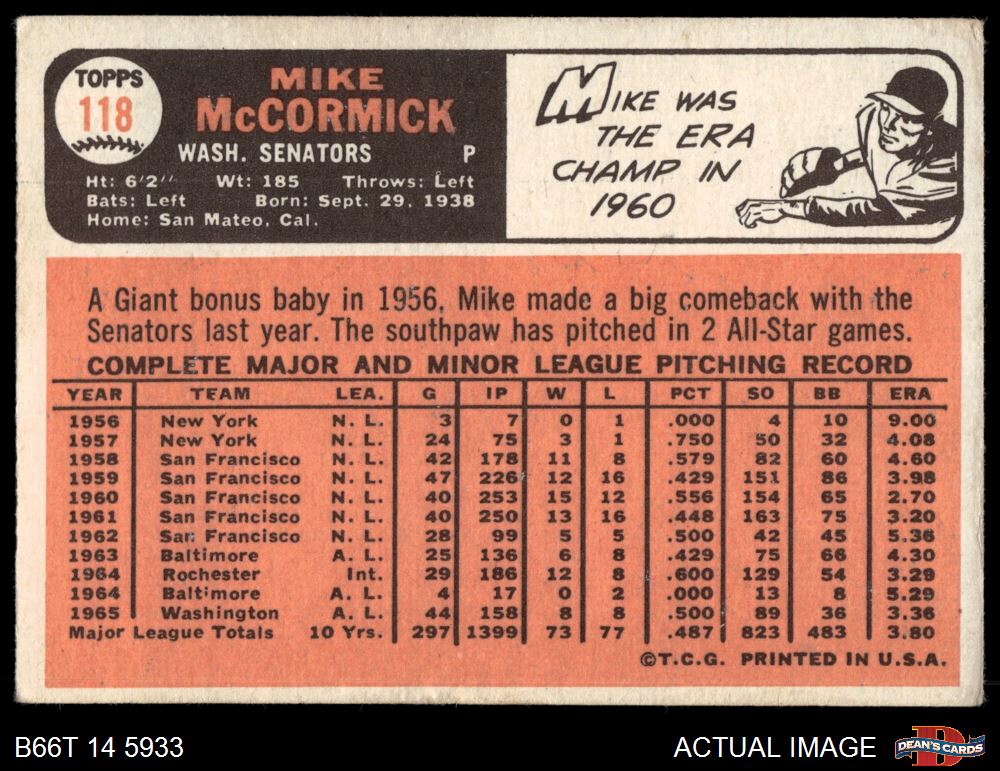 TOPPS
118
MIKE
McCORMICK
WASH. SENATORS P
Ht: 6'2" Wt: 185 Throws: Left
Bats: Left Born: Sept. 29, 1938
Home: San Mateo, Cal.
MIKE WAS
THE ERA
CHAMP IN
1960
A Giant bonus baby in 1956, Mike made a big comeback with the
Senators last year. The southpaw has pitched in 2 All-Star games.
COMPLETE MAJOR AND MINOR LEAGUE PITCHING RECORD
YEAR TEAM LEA. G IP W L PCT SO BB ERA
1956 New York N. L. 3 7 0 1 .000 4 10 9.00
1957 New York N. L. 24 75 3 1 .750 50 32 4.08
1958 San Francisco N. L. 42 178 11 8 .579 82 60 4.60
1959 San Francisco N. L. 47 226 12 16 .429 151 86 3.98
1960 San Francisco N. L. 40 253 15 12 .556 154 65 2.70
1961 San Francisco N. L. 40 250 13 16 .448 163 75 3.20
1962 San Francisco N. L. 28 99 5 5 .500 42 45 5.36
1963 Baltimore A. L. 25 136 6 8 .429 75 66 4.30
1964 Rochester Int. 29 186 12 8 .600 129 54 3.29
1964 Baltimore A. L. 4 17 0 2 .000 13 8 5.29
1965 Washington A. L. 44 158 8 8 .500 89 36 3.36
Major League Totals 10 Yrs. 297 1399 73 77 .487 823 483 3.80
©T.C.G. PRINTED IN U.S.A.
B66T 14 5933
ACTUAL IMAGE
DEAN'S CARDS